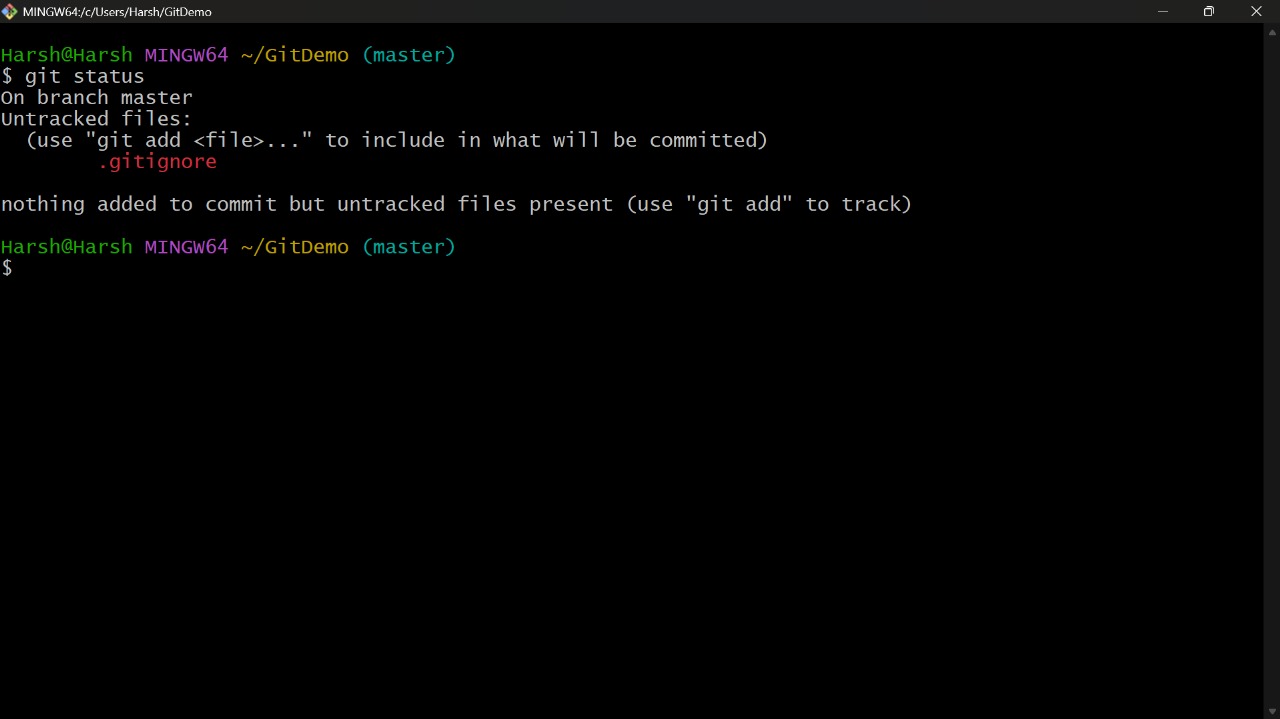 MINGW64:/c/Users/Harsh/GitDemo
Harsh@Harsh MINGW64 ~/GitDemo (master)
$ git status
On branch master
Untracked files:
  (use "git add <file>..." to include in what will be committed)
        .gitignore
nothing added to commit but untracked files present (use "git add" to track)
Harsh@Harsh MINGW64 ~/GitDemo (master)
$